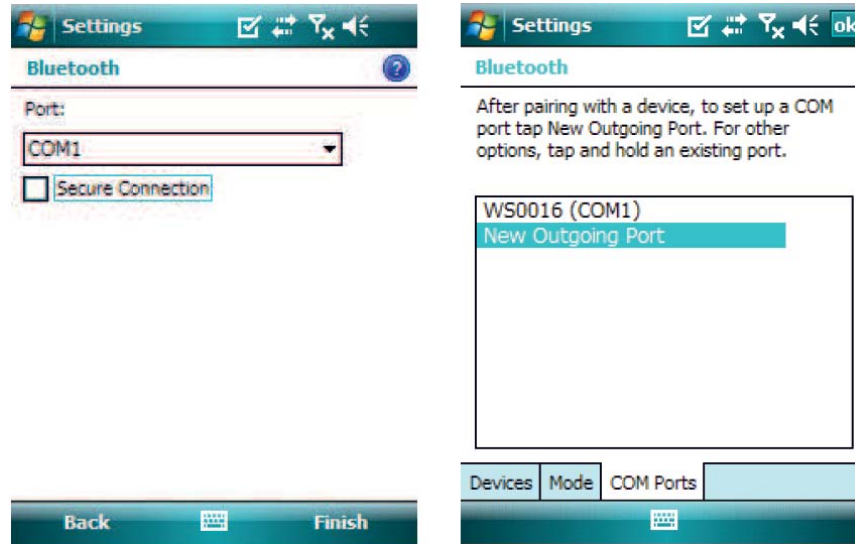 Settings
Bluetooth
Port:
COM1
Secure Connection
Back
Finish
Settings
ok
Bluetooth
After pairing with a device, to set up a COM
port tap New Outgoing Port. For other
options, tap and hold an existing port.
WS0016 (COM1)
New Outgoing Port
Devices Mode COM Ports